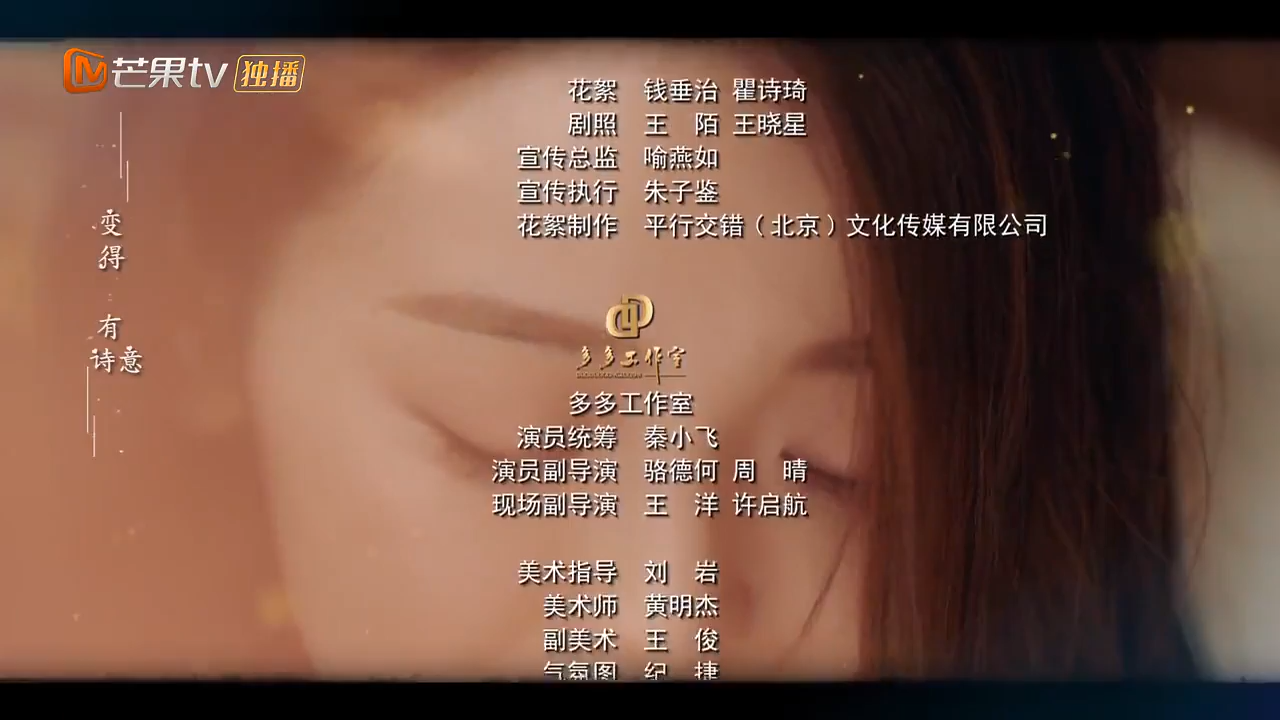 芒果tv 独播
花絮 钱垂治 瞿诗琦
剧照 王 陌 王晓星
宣传总监 喻燕如
宣传执行 朱子鉴
花絮制作 平行交错（北京）文化传媒有限公司
变得
有诗意
多多工作室
多多工作室
演员统筹 秦小飞
演员副导演 骆德何 周 晴
现场副导演 王 洋 许启航
美术指导 刘 岩
美术师 黄明杰
副美术 王 俊
气氛图 纪 捷